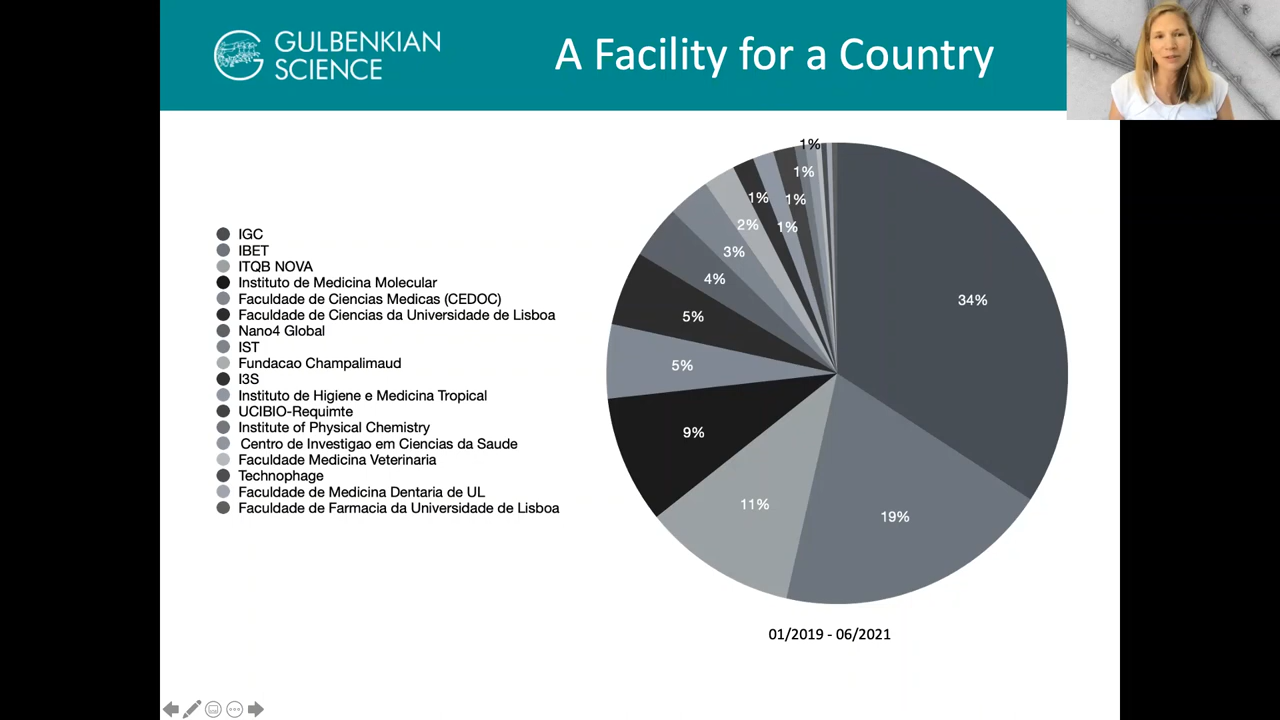 GULBENKIAN
SCIENCE
A Facility for a Country
IGC
IBET
ITQB NOVA
Instituto de Medicina Molecular
Faculdade de Ciencias Medicas (CEDOC)
Faculdade de Ciencias da Universidade de Lisboa
Nano4 Global
IST
Fundacao Champalimaud
I3S
Instituto de Higiene e Medicina Tropical
UCIBIO-Requimte
Institute of Physical Chemistry
Centro de Investigao em Ciencias da Saude
Faculdade Medicina Veterinaria
Technophage
Faculdade de Medicina Dentaria de UL
Faculdade de Farmacia da Universidade de Lisboa
1%
1%
1%
1%
2%
1%
3%
4%
34%
5%
5%
9%
11%
19%
01/2019 - 06/2021